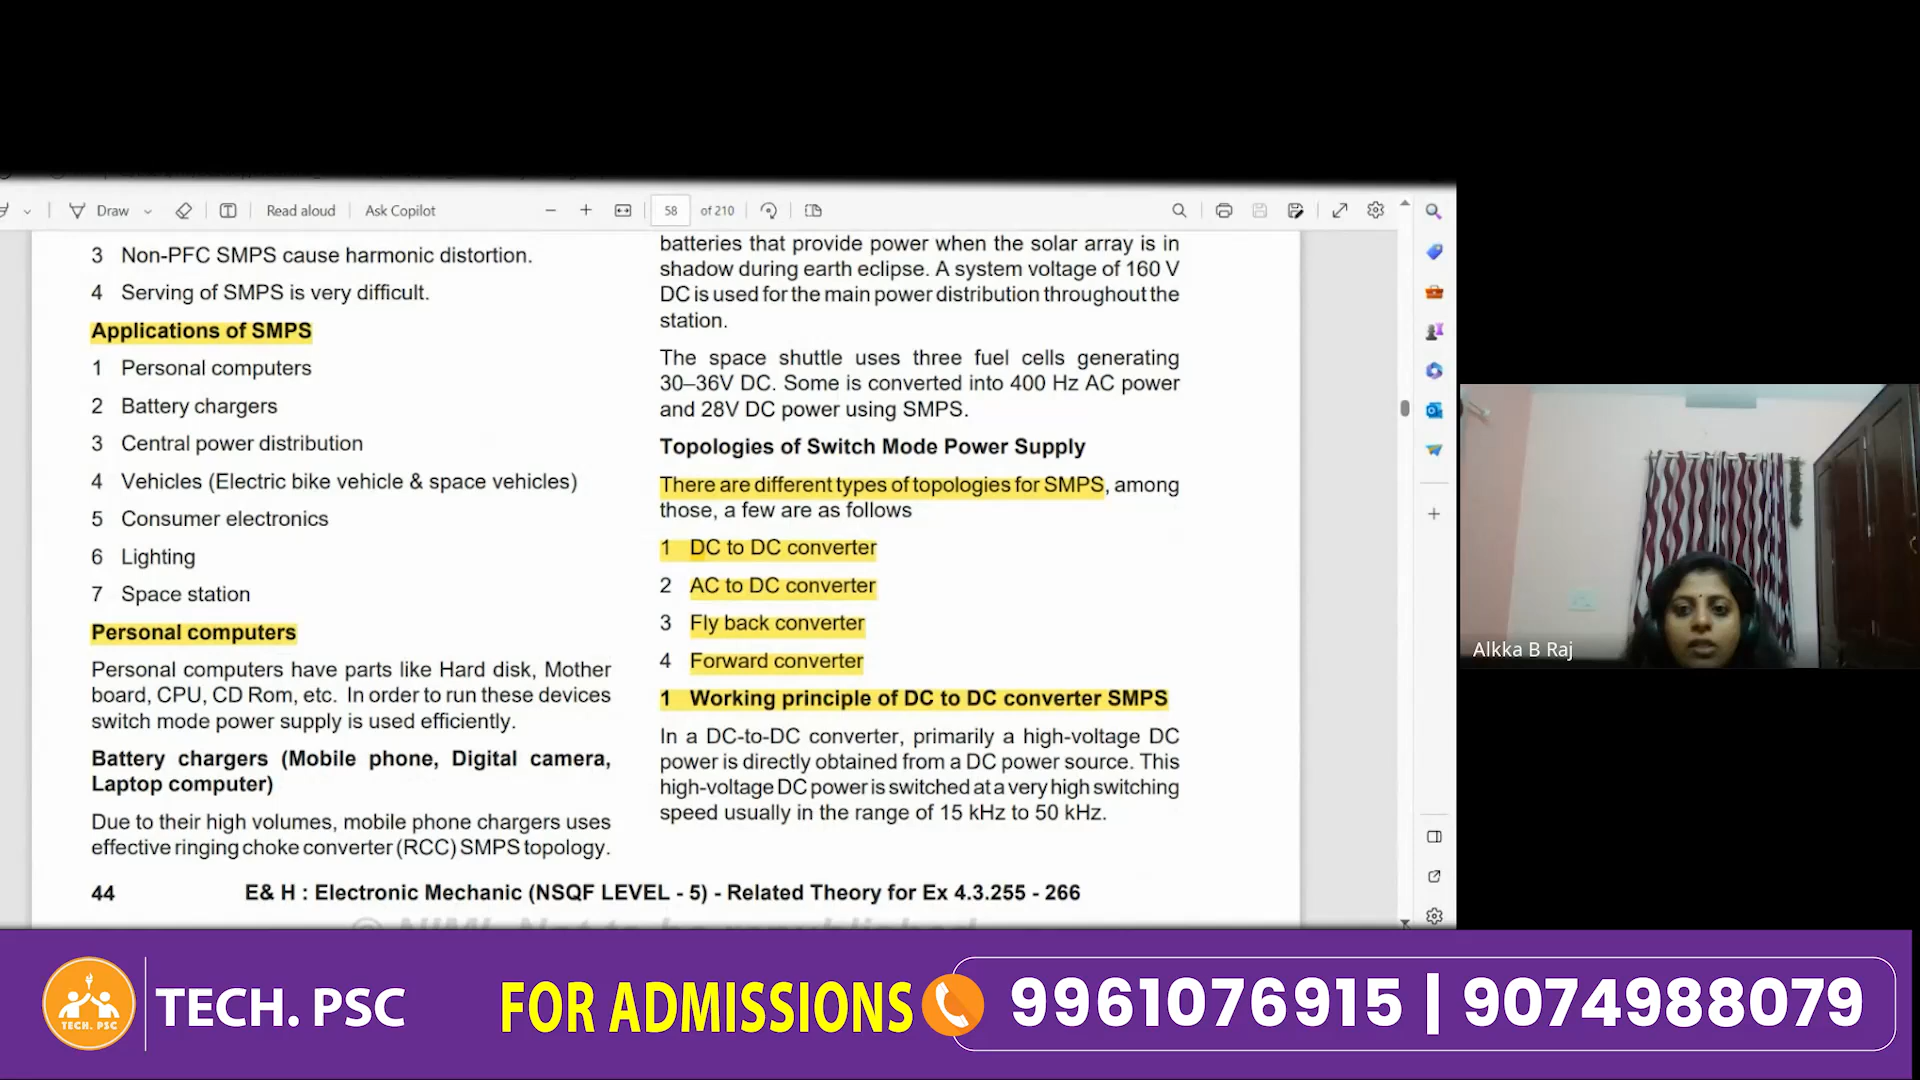 Draw
Read aloud
Ask Copilot
58
of 210
3 Non-PFC SMPS cause harmonic distortion.
4 Serving of SMPS is very difficult.
Applications of SMPS
1 Personal computers
2 Battery chargers
3 Central power distribution
4 Vehicles (Electric bike vehicle & space vehicles)
5 Consumer electronics
6 Lighting
7 Space station
Personal computers
Personal computers have parts like Hard disk, Mother
board, CPU, CD Rom, etc. In order to run these devices
switch mode power supply is used efficiently.
Battery chargers (Mobile phone, Digital camera,
Laptop computer)
Due to their high volumes, mobile phone chargers uses
effective ringing choke converter (RCC) SMPS topology.
batteries that provide power when the solar array is in
shadow during earth eclipse. A system voltage of 160 V
DC is used for the main power distribution throughout the
station.
The space shuttle uses three fuel cells generating
30–36V DC. Some is converted into 400 Hz AC power
and 28V DC power using SMPS.
Topologies of Switch Mode Power Supply
There are different types of topologies for SMPS, among
those, a few are as follows
1 DC to DC converter
2 AC to DC converter
3 Fly back converter
4 Forward converter
1 Working principle of DC to DC converter SMPS
In a DC-to-DC converter, primarily a high-voltage DC
power is directly obtained from a DC power source. This
high-voltage DC power is switched at a very high switching
speed usually in the range of 15 kHz to 50 kHz.
44 E & H : Electronic Mechanic (NSQF LEVEL - 5) - Related Theory for Ex 4.3.255 - 266
Alkka B Raj
TECH. PSC
TECH. PSC
FOR ADMISSIONS
9961076915 | 9074988079